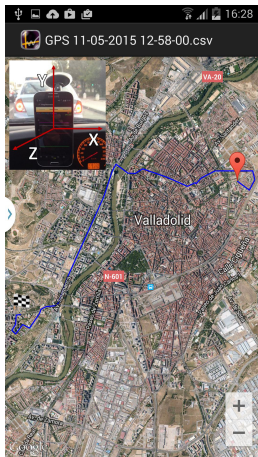 16:28
GPS 11-05-2015 12-58-00.csv
Y
X
Z
VA-20
Valladolid
N-601
+
−
Google